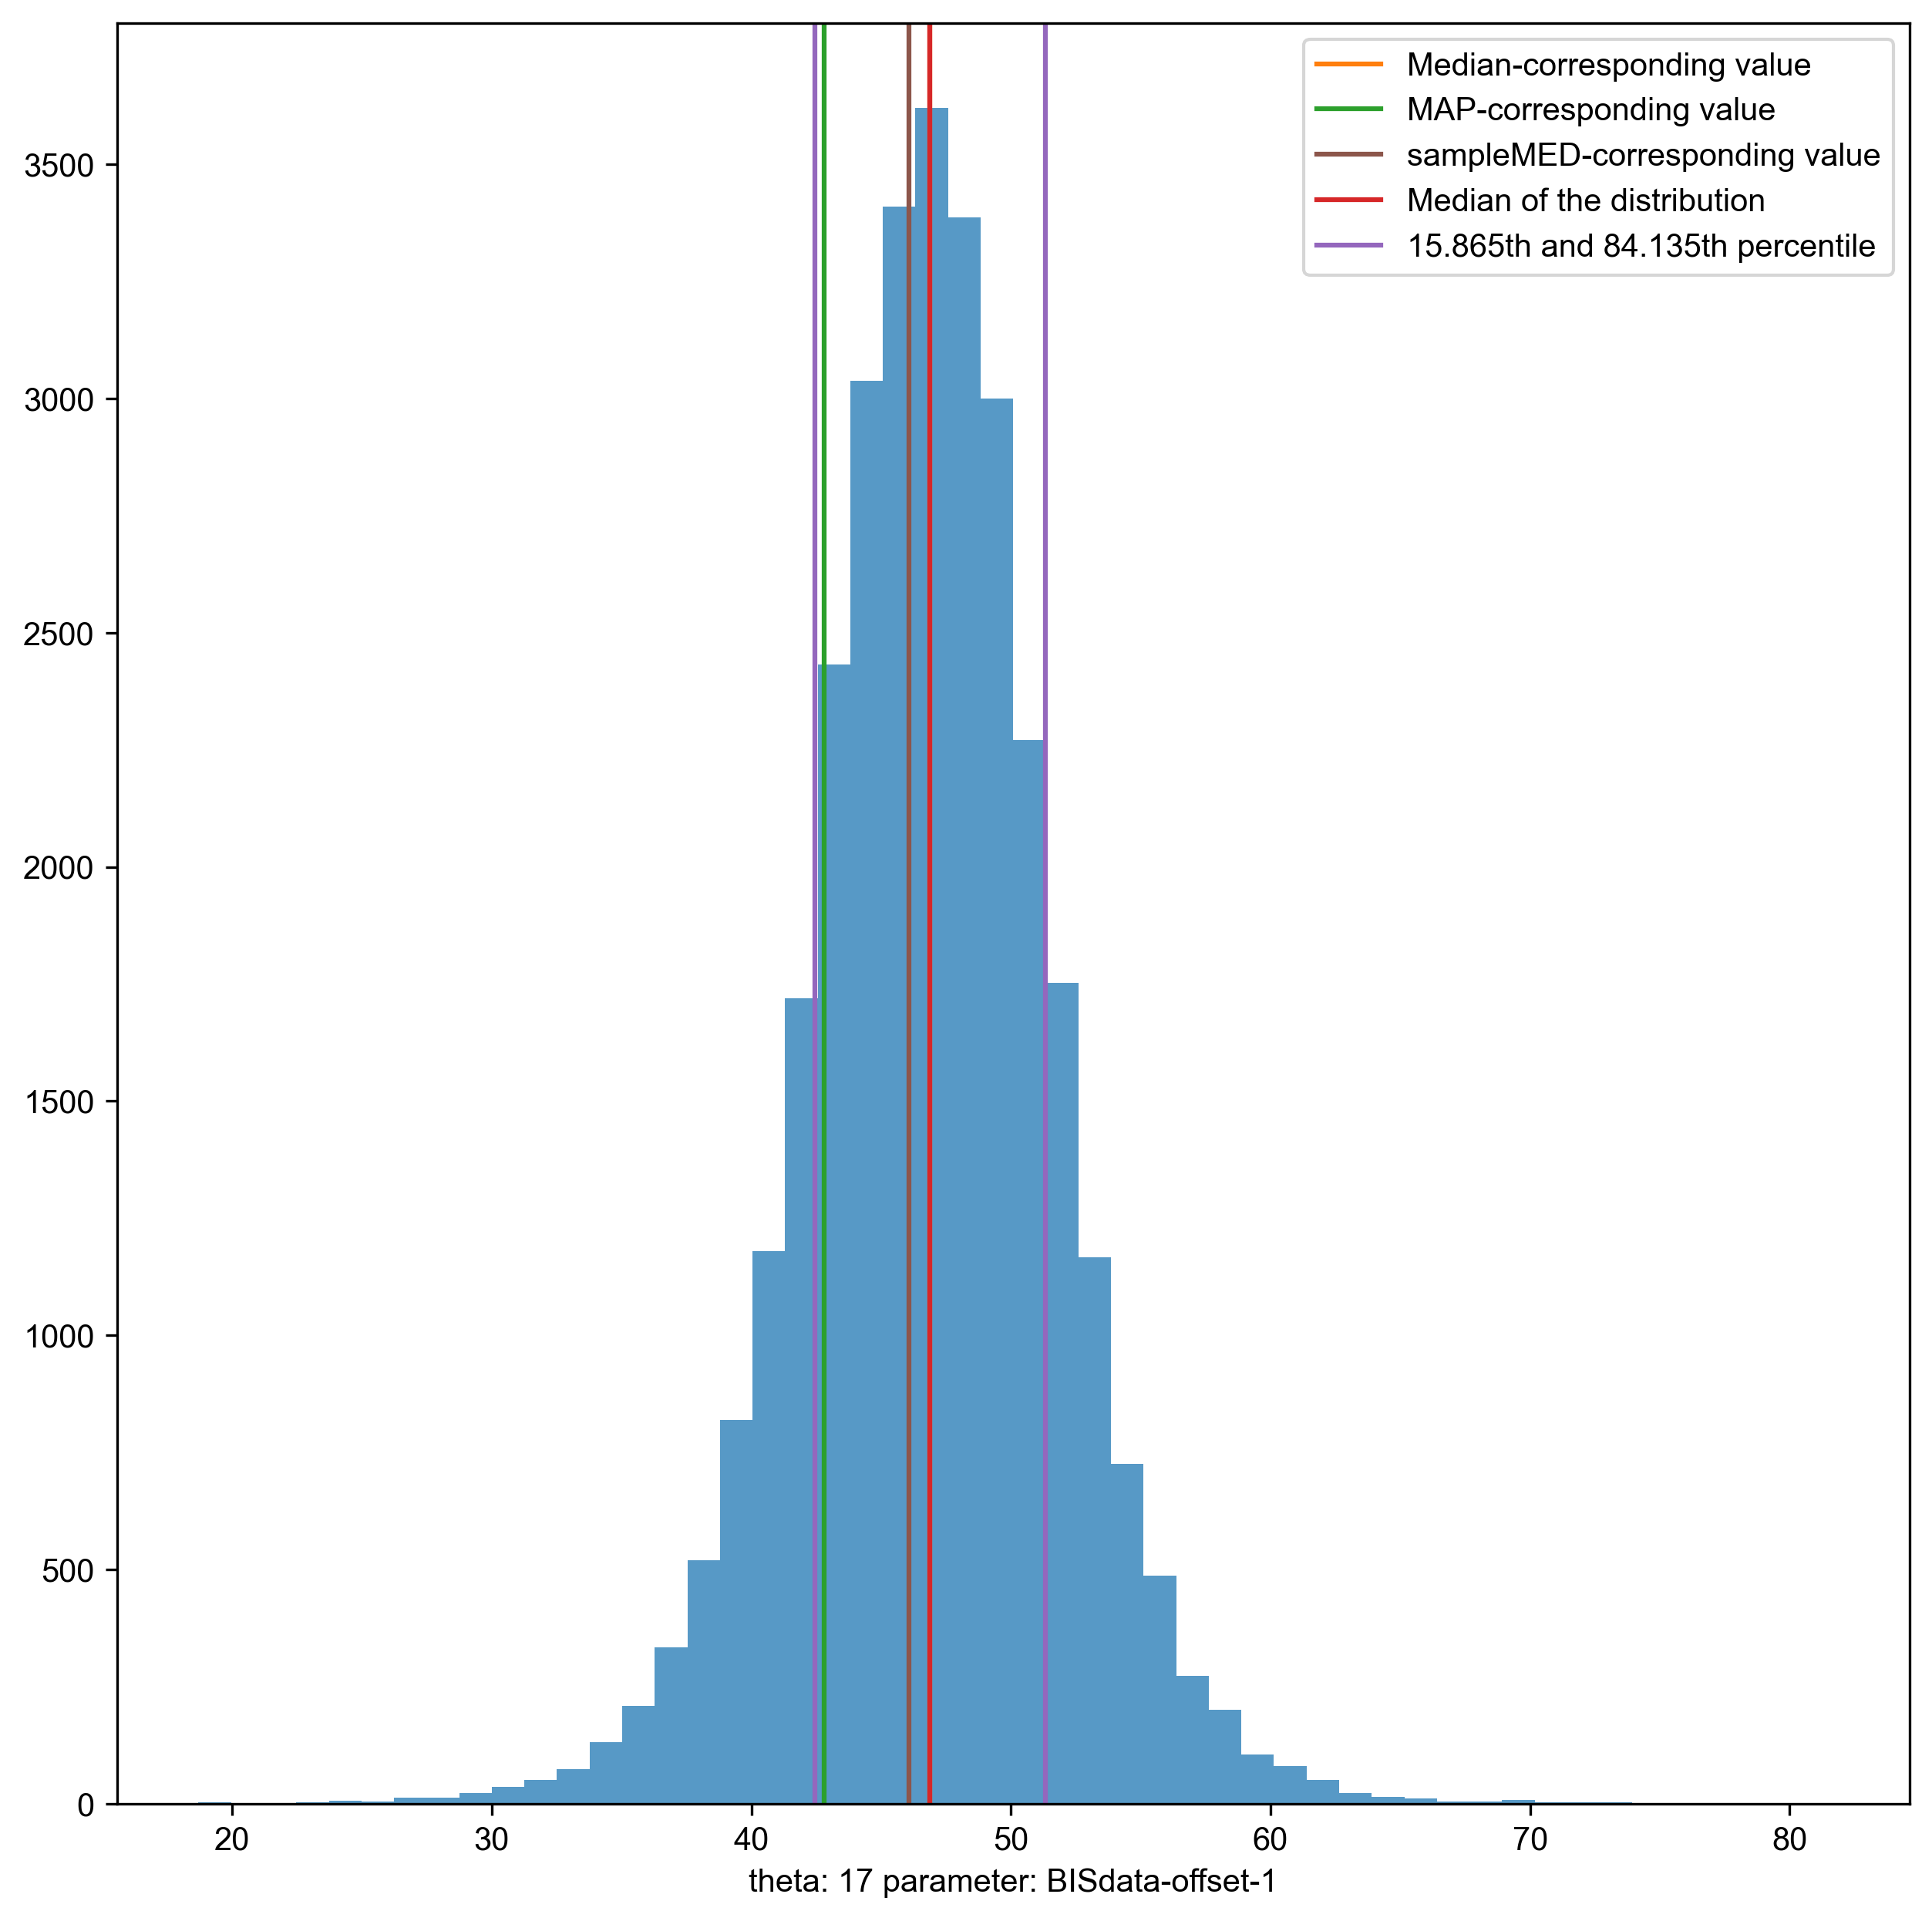 Median-corresponding value
MAP-corresponding value
sampleMED-corresponding value
Median of the distribution
15.865th and 84.135th percentile
3500
3000
2500
2000
1500
1000
500
0
20 30 40 50 60 70 80
theta: 17 parameter: BISdata-offset-1